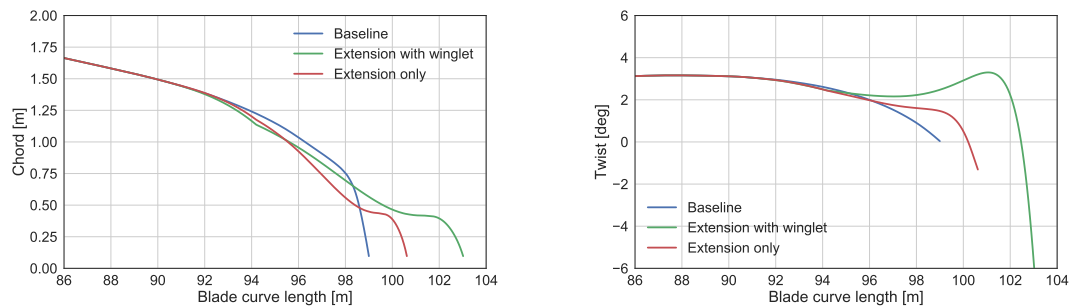 2.00
1.75
1.50
1.25
1.00
0.75
0.50
0.25
0.00
Chord [m]
Baseline
Extension with winglet
Extension only
86 88 90 92 94 96 98 100 102 104
Blade curve length [m]
6
4
2
0
−2
−4
−6
Twist [deg]
Baseline
Extension with winglet
Extension only
86 88 90 92 94 96 98 100 102 104
Blade curve length [m]